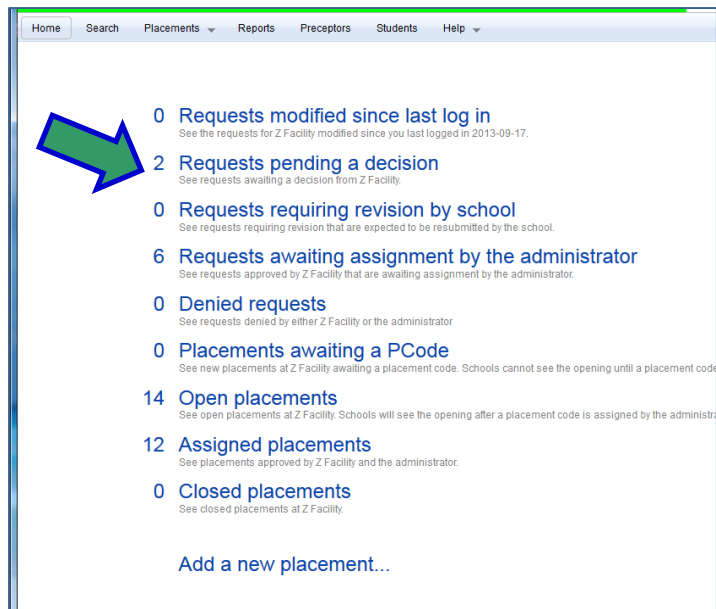 Home Search Placements Reports Preceptors Students Help
0 Requests modified since last log in
See the requests for Z Facility modified since you last logged in 2013-09-17.
2 Requests pending a decision
See requests awaiting a decision from Z Facility.
0 Requests requiring revision by school
See requests requiring revision that are expected to be resubmitted by the school.
6 Requests awaiting assignment by the administrator
See requests approved by Z Facility that are awaiting assignment by the administrator.
0 Denied requests
See requests denied by either Z Facility or the administrator
0 Placements awaiting a PCode
See new placements at Z Facility awaiting a placement code. Schools cannot see the opening until a placement code
14 Open placements
See open placements at Z Facility. Schools will see the opening after a placement code is assigned by the administra
12 Assigned placements
See placements approved by Z Facility and the administrator.
0 Closed placements
See closed placements at Z Facility.
Add a new placement...